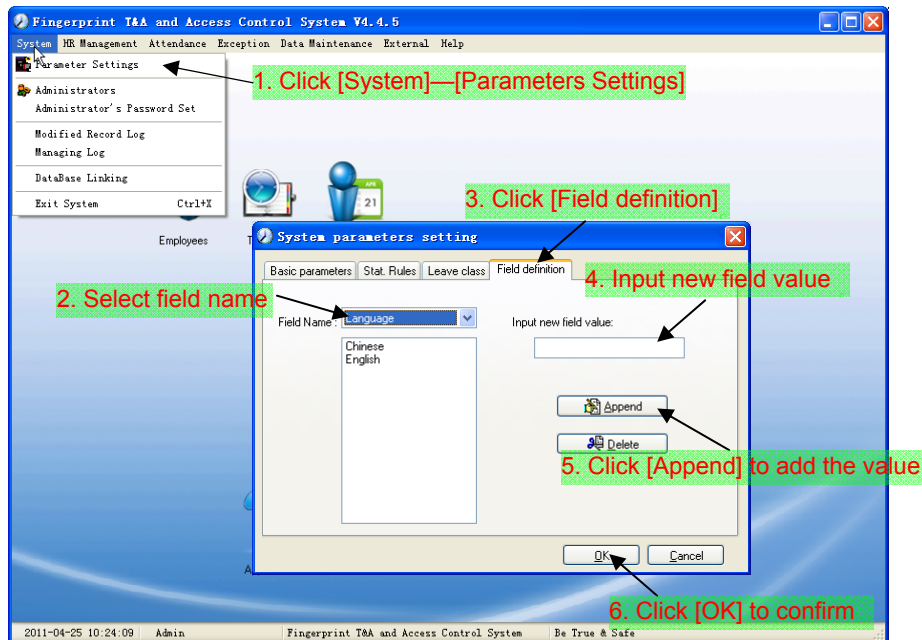 Fingerprint T&A and Access Control System V4.4.5
System HR Management Attendance Exception Data Maintenance External Help
Parameter Settings
1. Click [System]—[Parameters Settings]
Administrators
Administrator's Password Set
Modified Record Log
Managing Log
DataBase Linking
Exit System Ctrl+X
APR
21
3. Click [Field definition]
Employees
System parameters setting
Basic parameters Stat. Rules Leave class Field definition
4. Input new field value
2. Select field name
Field Name : Language
Input new field value:
Chinese
English
Append
Delete
5. Click [Append] to add the value
OK Cancel
6. Click [OK] to confirm
2011-04-25 10:24:09 Admin Fingerprint T&A and Access Control System Be True & Safe